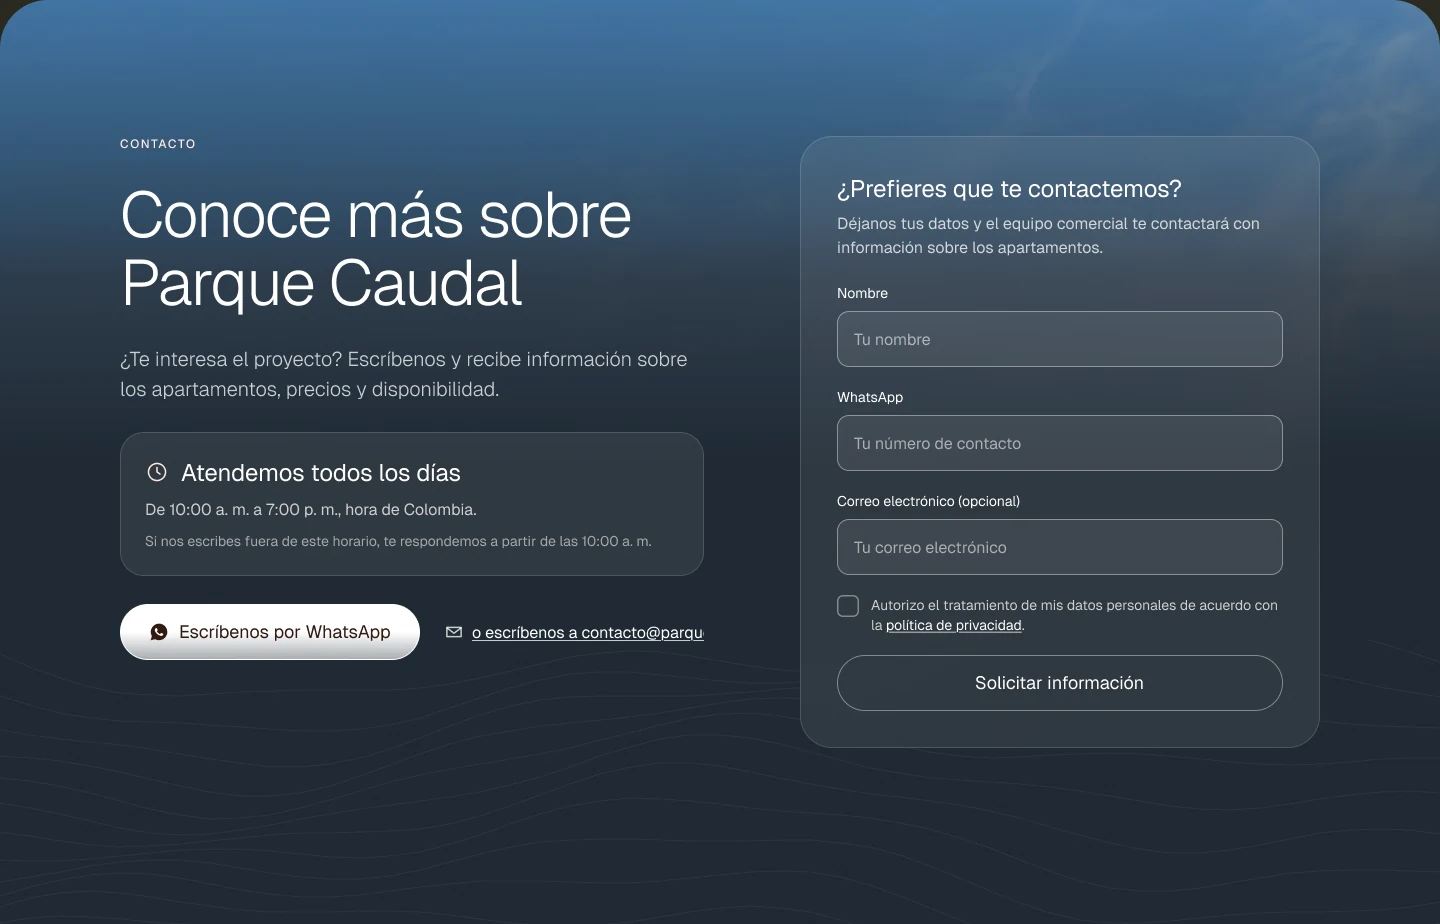 CONTACTO
Conoce más sobre
Parque Caudal
¿Te interesa el proyecto? Escríbenos y recibe información sobre
los apartamentos, precios y disponibilidad.
Atendemos todos los días
De 10:00 a. m. a 7:00 p. m., hora de Colombia.
Si nos escribes fuera de este horario, te respondemos a partir de las 10:00 a. m.
Escríbenos por WhatsApp
o escríbenos a contacto@parqu
¿Prefieres que te contactemos?
Déjanos tus datos y el equipo comercial te contactará con
información sobre los apartamentos.
Nombre
Tu nombre
WhatsApp
Tu número de contacto
Correo electrónico (opcional)
Tu correo electrónico
Autorizo el tratamiento de mis datos personales de acuerdo con
la política de privacidad.
Solicitar información